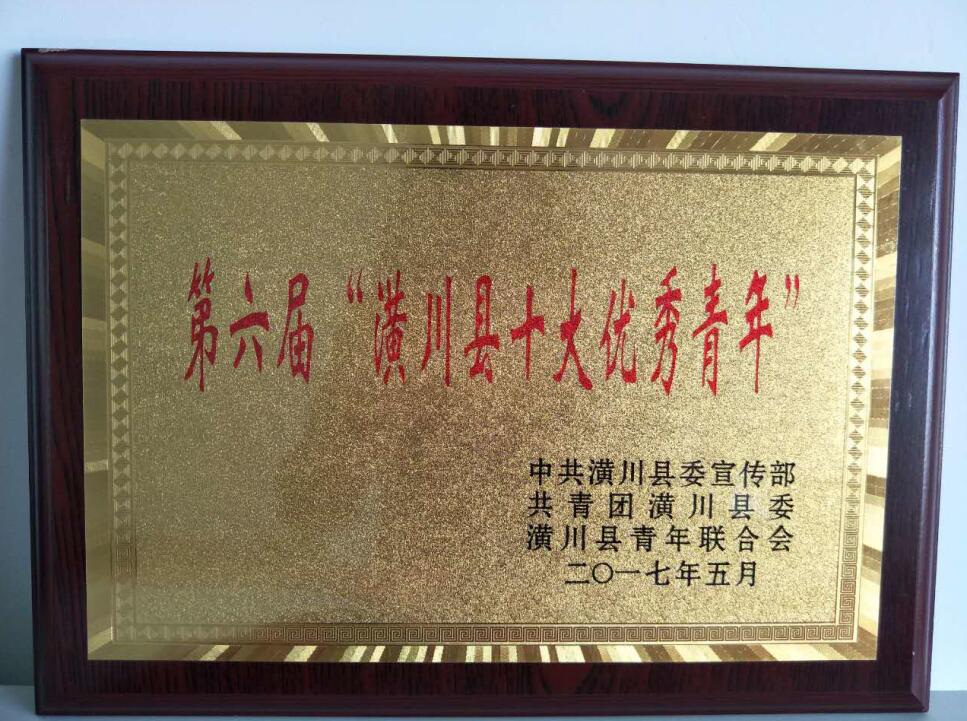 第六届“潢川县十大优秀青年”
中共潢川县委宣传部
共青团潢川县委
潢川县青年联合会
二〇一七年五月